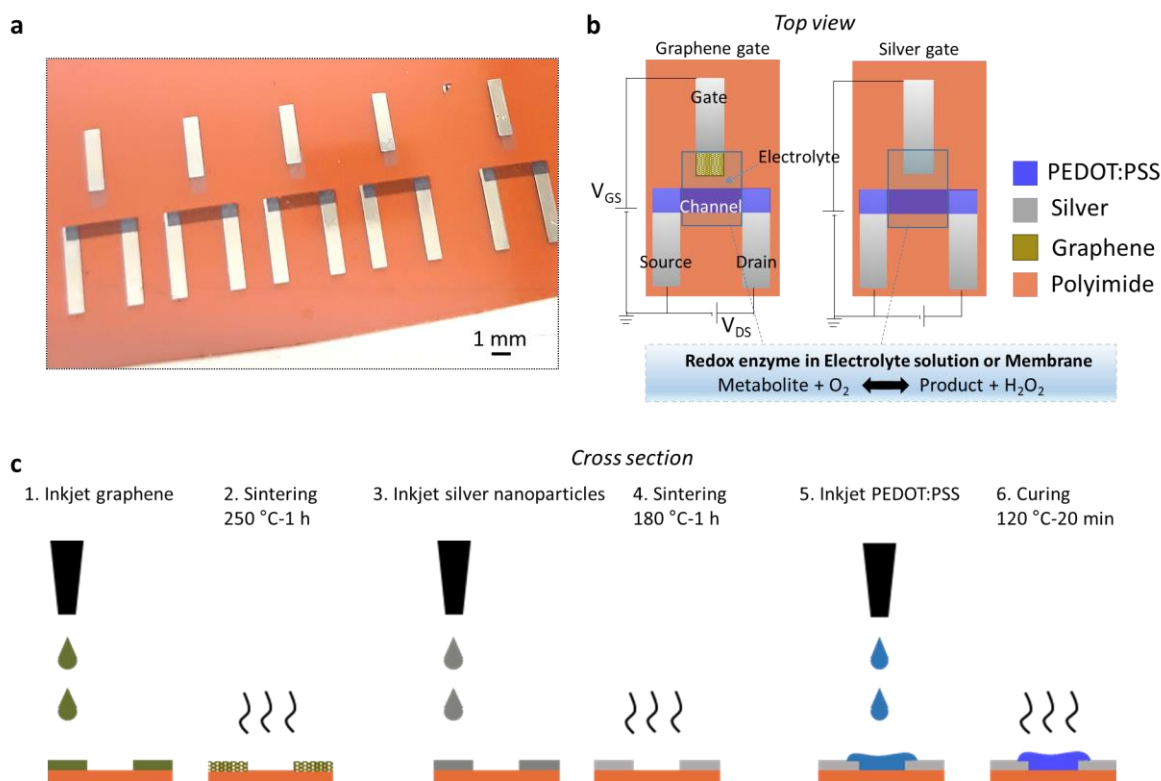 a
1 mm
b
Top view
Graphene gate
Silver gate
Gate
Electrolyte
V_GS
Channel
Source
Drain
V_DS
PEDOT:PSS
Silver
Graphene
Polyimide
Redox enzyme in Electrolyte solution or Membrane
Metabolite + O₂ ⟷ Product + H₂O₂
c
Cross section
1. Inkjet graphene
2. Sintering
250 °C-1 h
3. Inkjet silver nanoparticles
4. Sintering
180 °C-1 h
5. Inkjet PEDOT:PSS
6. Curing
120 °C-20 min